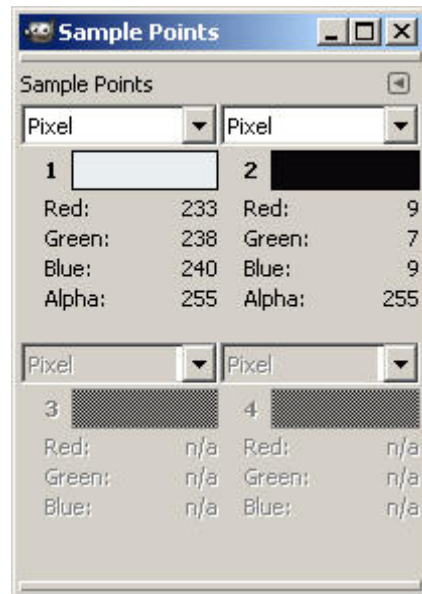 Sample Points
Sample Points
Pixel Pixel
1 2
Red: 233 Red: 9
Green: 238 Green: 7
Blue: 240 Blue: 9
Alpha: 255 Alpha: 255
Pixel Pixel
3 4
Red: n/a Red: n/a
Green: n/a Green: n/a
Blue: n/a Blue: n/a